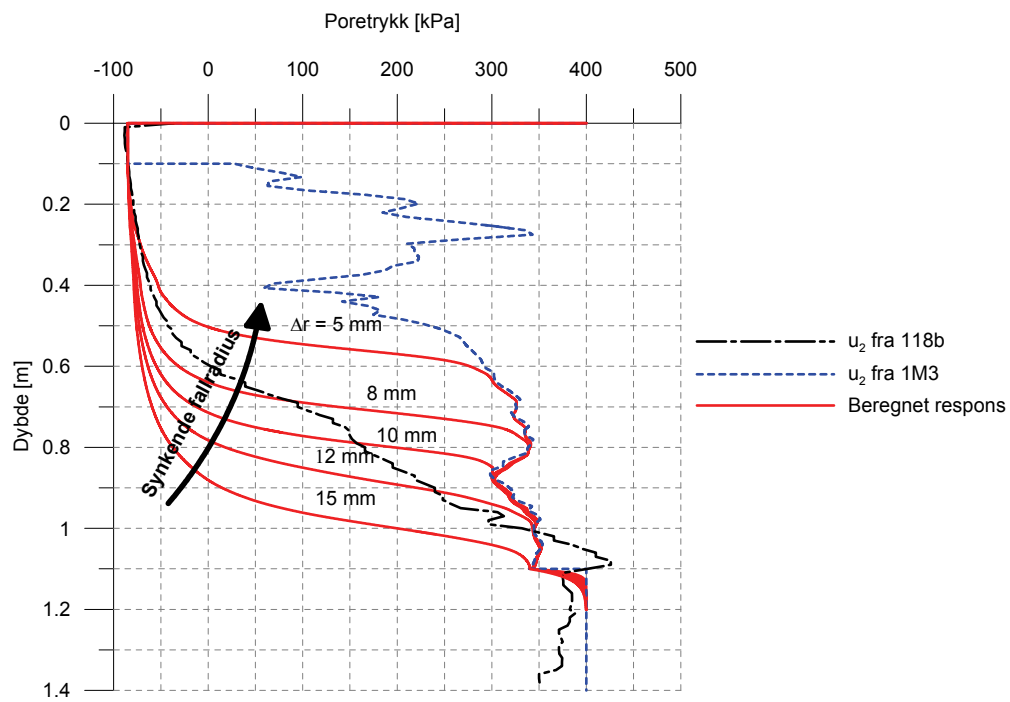 Poretrykk [kPa]
-100 0 100 200 300 400 500
0
0.2
0.4
0.6
0.8
1
1.2
1.4
Dybde [m]
Synkende fallradius
Δr = 5 mm
8 mm
10 mm
12 mm
15 mm
u2 fra 118b
u2 fra 1M3
Beregnet respons